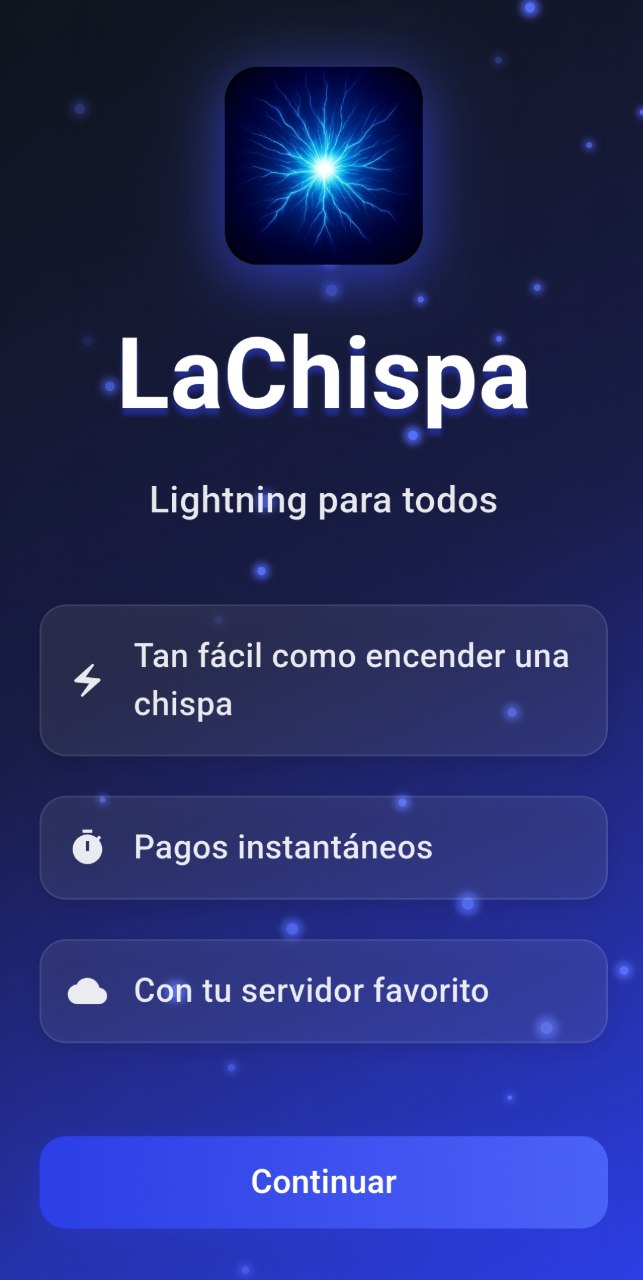 LaChispa
Lightning para todos
Tan fácil como encender una
chispa
Pagos instantáneos
Con tu servidor favorito
Continuar